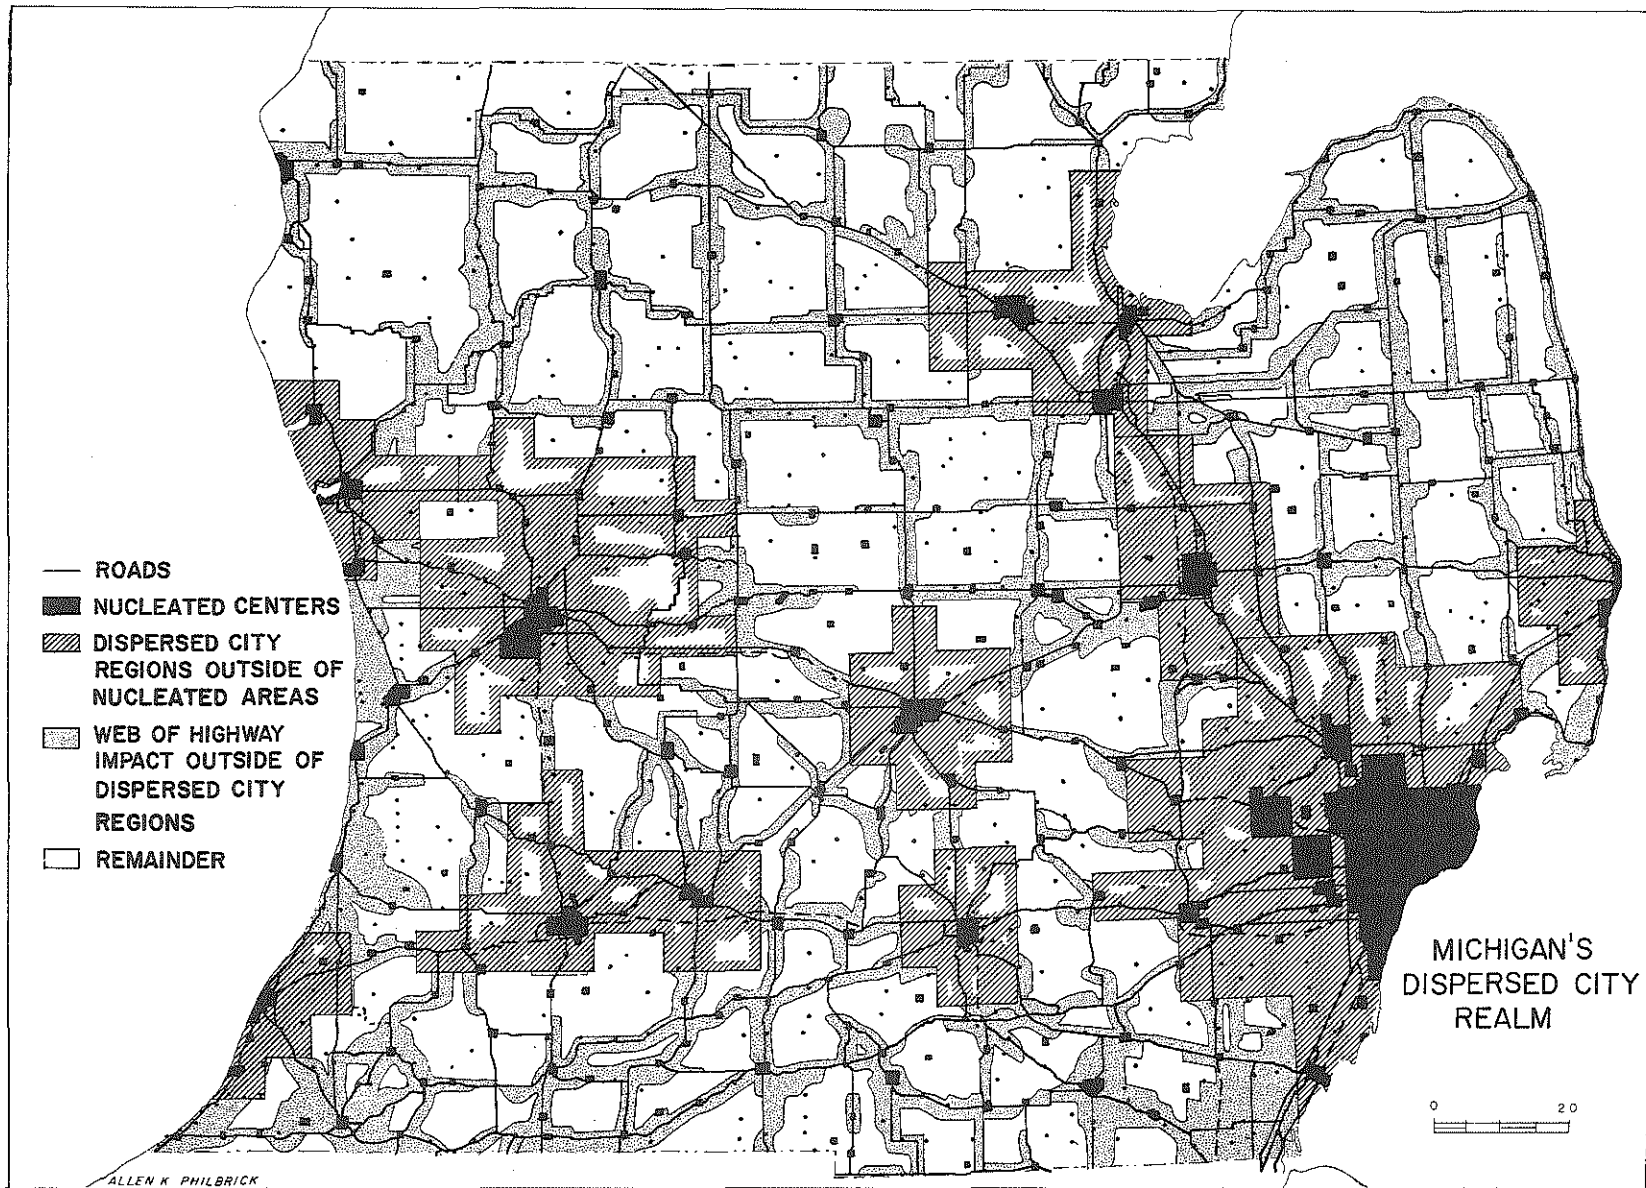 ROADS
NUCLEATED CENTERS
DISPERSED CITY
REGIONS OUTSIDE OF
NUCLEATED AREAS
WEB OF HIGHWAY
IMPACT OUTSIDE OF
DISPERSED CITY
REGIONS
REMAINDER
MICHIGAN'S
DISPERSED CITY
REALM
0 20
ALLEN K PHILBRICK